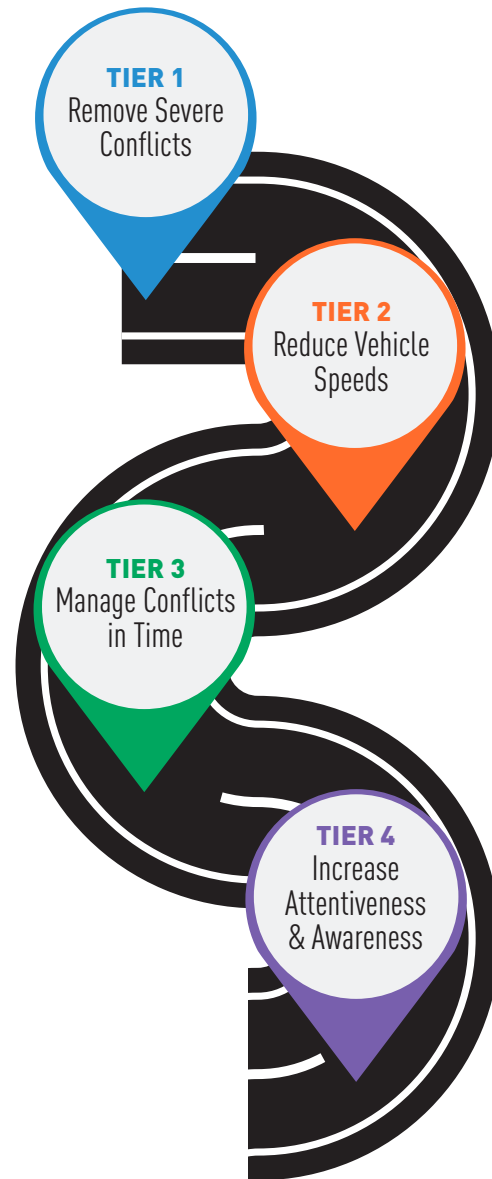 TIER 1
Remove Severe
Conflicts
TIER 2
Reduce Vehicle
Speeds
TIER 3
Manage Conflicts
in Time
TIER 4
Increase
Attentiveness
& Awareness